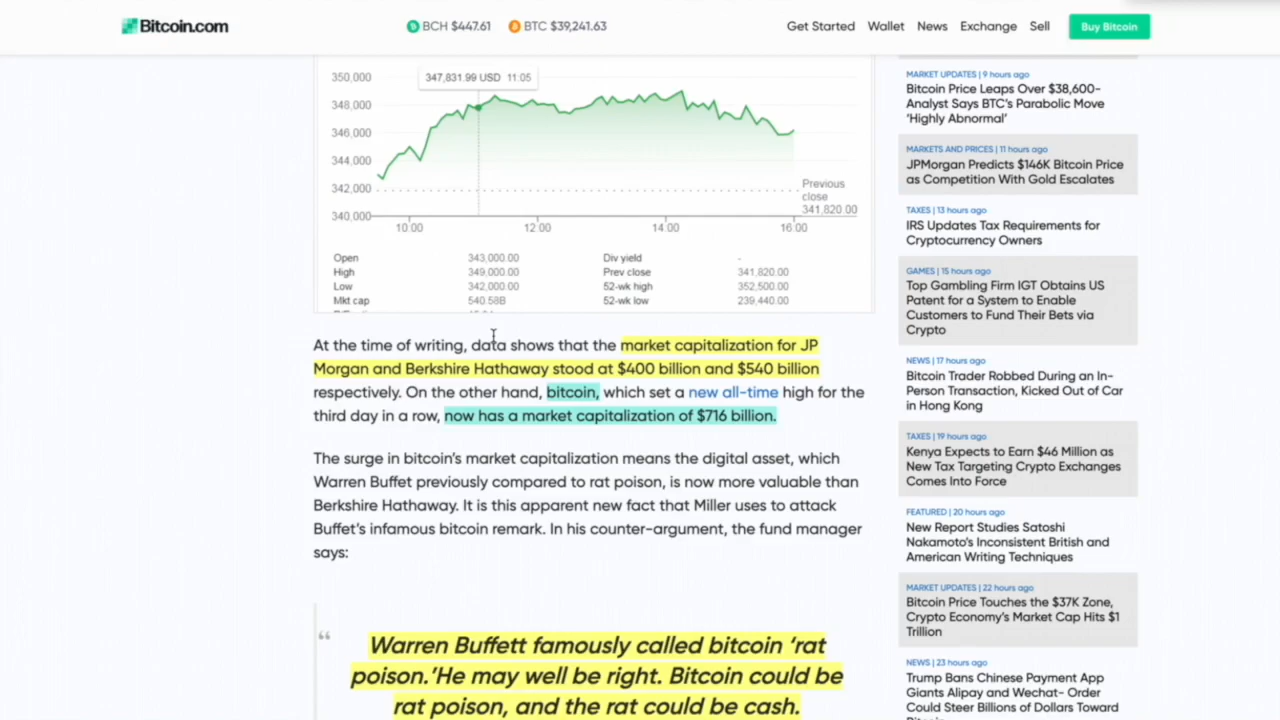 Bitcoin.com
BCH $447.61 BTC $39,241.63
Get Started Wallet News Exchange Sell Buy Bitcoin
350,000
348,000
346,000
344,000
342,000
340,000
347,831.99 USD 11:05
Previous
close
341,820.00
10:00 12:00 14:00 16:00
Open 343,000.00 Div yield -
High 349,000.00 Prev close 341,820.00
Low 342,000.00 52-wk high 352,500.00
Mkt cap 540.58B 52-wk low 239,440.00
At the time of writing, data shows that the market capitalization for JP
Morgan and Berkshire Hathaway stood at $400 billion and $540 billion
respectively. On the other hand, bitcoin, which set a new all-time high for the
third day in a row, now has a market capitalization of $716 billion.
The surge in bitcoin's market capitalization means the digital asset, which
Warren Buffet previously compared to rat poison, is now more valuable than
Berkshire Hathaway. It is this apparent new fact that Miller uses to attack
Buffet's infamous bitcoin remark. In his counter-argument, the fund manager
says:
“
Warren Buffett famously called bitcoin ‘rat
poison.’He may well be right. Bitcoin could be
rat poison, and the rat could be cash.
MARKET UPDATES | 9 hours ago
Bitcoin Price Leaps Over $38,600-
Analyst Says BTC's Parabolic Move
‘Highly Abnormal’
MARKETS AND PRICES | 11 hours ago
JPMorgan Predicts $146K Bitcoin Price
as Competition With Gold Escalates
TAXES | 13 hours ago
IRS Updates Tax Requirements for
Cryptocurrency Owners
GAMES | 15 hours ago
Top Gambling Firm IGT Obtains US
Patent for a System to Enable
Customers to Fund Their Bets via
Crypto
NEWS | 17 hours ago
Bitcoin Trader Robbed During an In-
Person Transaction, Kicked Out of Car
in Hong Kong
TAXES | 19 hours ago
Kenya Expects to Earn $46 Million as
New Tax Targeting Crypto Exchanges
Comes Into Force
FEATURED | 20 hours ago
New Report Studies Satoshi
Nakamoto's Inconsistent British and
American Writing Techniques
MARKET UPDATES | 22 hours ago
Bitcoin Price Touches the $37K Zone,
Crypto Economy's Market Cap Hits $1
Trillion
NEWS | 23 hours ago
Trump Bans Chinese Payment App
Giants Alipay and Wechat- Order
Could Steer Billions of Dollars Toward